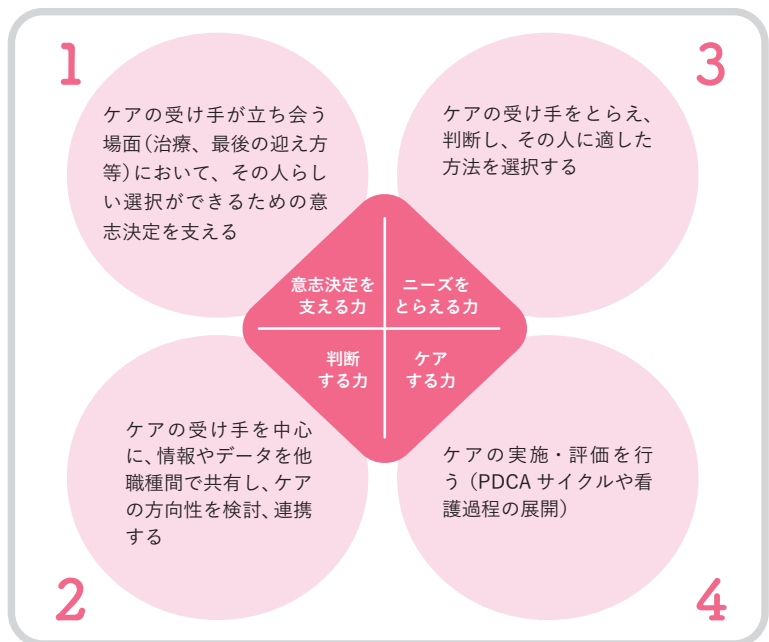 1
ケアの受け手が立ち会う
場面(治療、最後の迎え方
等)において、その人らし
い選択ができるための意
志決定を支える
3
ケアの受け手をとらえ、
判断し、その人に適した
方法を選択する
意志決定を
支える力
ニーズを
とらえる力
判断
する力
ケア
する力
ケアの受け手を中心
に、情報やデータを他
職種間で共有し、ケア
の方向性を検討、連携
する
2
ケアの実施・評価を行
う(PDCA サイクルや看
護過程の展開)
4